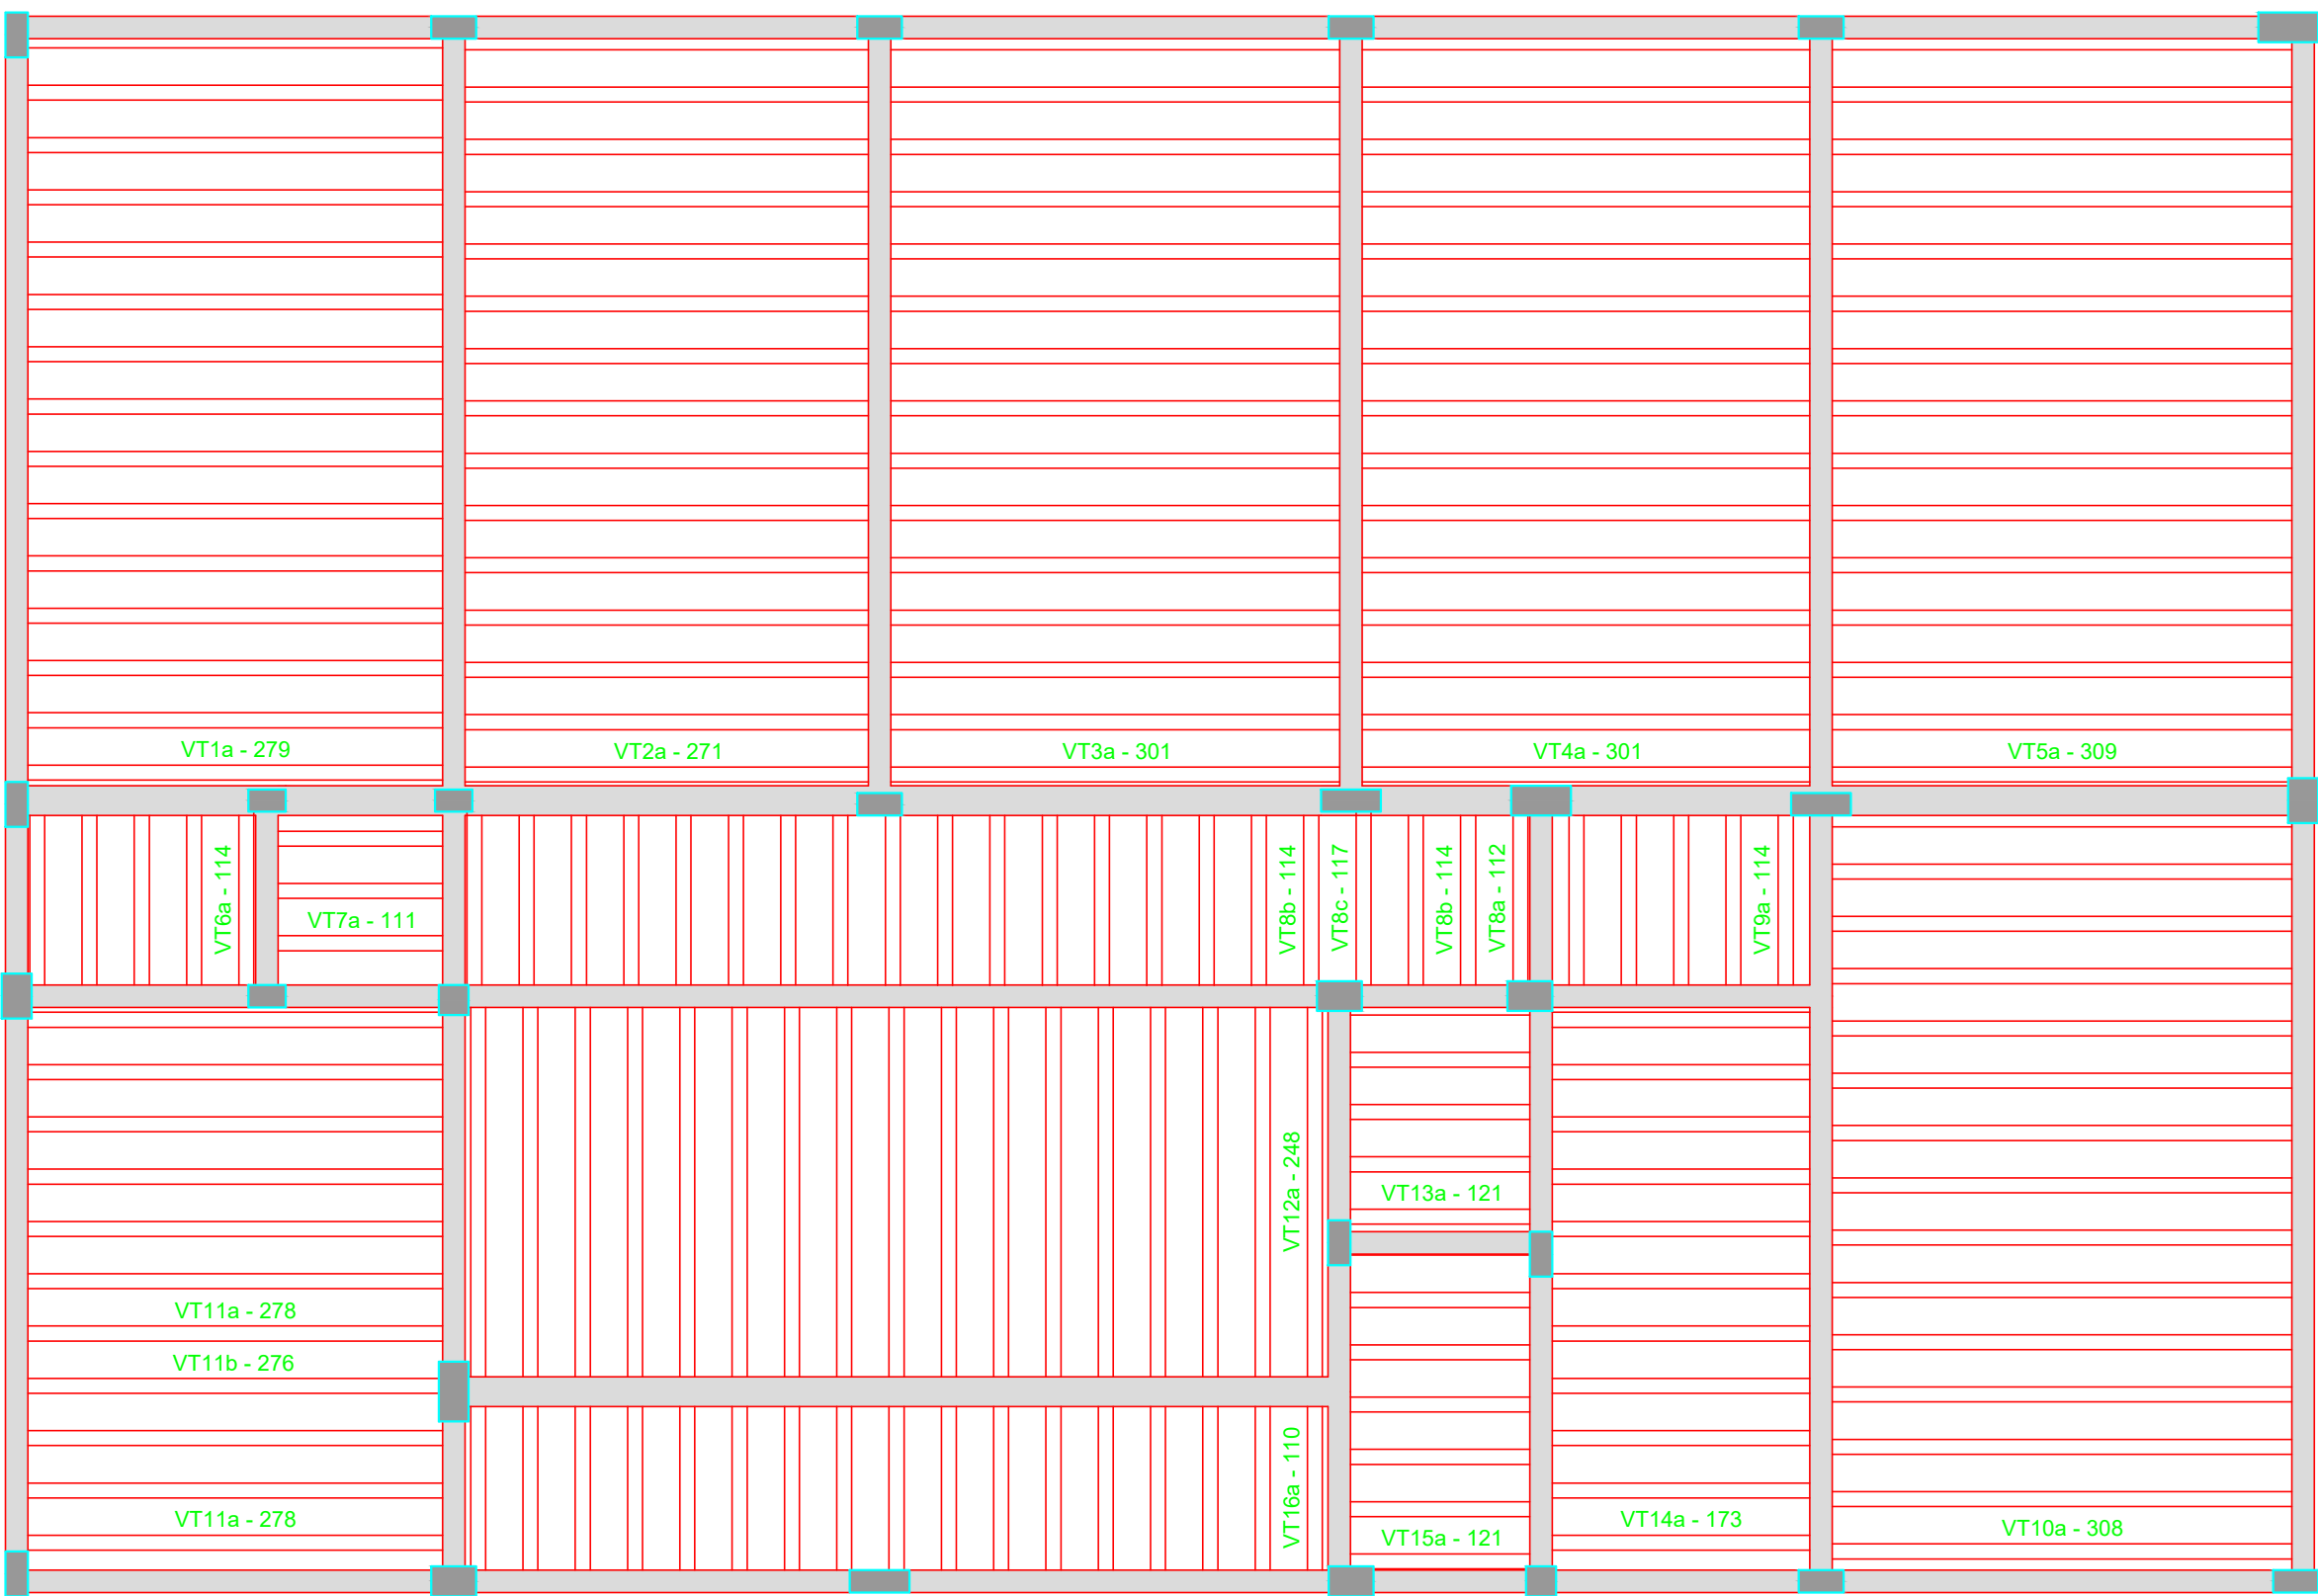 VT1a - 279
VT2a - 271
VT3a - 301
VT4a - 301
VT5a - 309
VT6a - 114
VT7a - 111
VT8b - 114
VT8c - 117
VT8b - 114
VT8a - 112
VT9a - 114
VT12a - 248
VT13a - 121
VT11a - 278
VT11b - 276
VT11a - 278
VT16a - 110
VT15a - 121
VT14a - 173
VT10a - 308